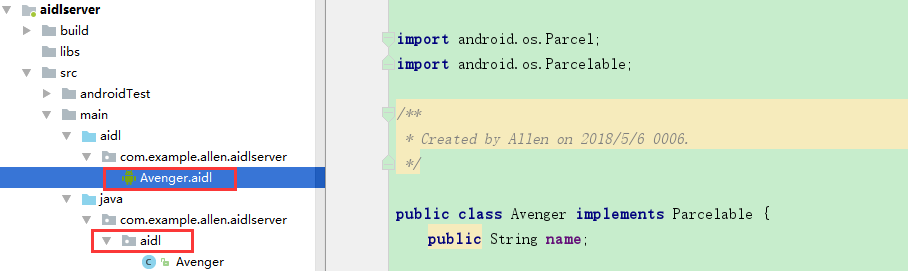 aidlserver
build
libs
src
androidTest
main
aidl
com.example.allen.aidlserver
Avenger.aidl
java
com.example.allen.aidlserver
aidl
C Avenger
import android.os.Parcel;
import android.os.Parcelable;
/**
* Created by Allen on 2018/5/6 0006.
*/
public class Avenger implements Parcelable {
public String name;